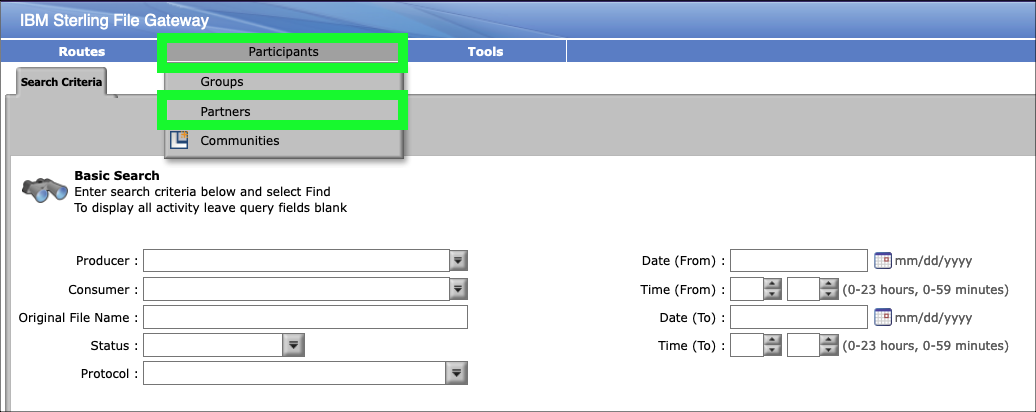 IBM Sterling File Gateway
Routes Participants Tools
Groups
Search Criteria
Partners
Communities
Basic Search
Enter search criteria below and select Find
To display all activity leave query fields blank
Producer : Date (From) : mm/dd/yyyy
Consumer : Time (From) : (0-23 hours, 0-59 minutes)
Original File Name : Date (To) : mm/dd/yyyy
Status : Time (To) : (0-23 hours, 0-59 minutes)
Protocol :